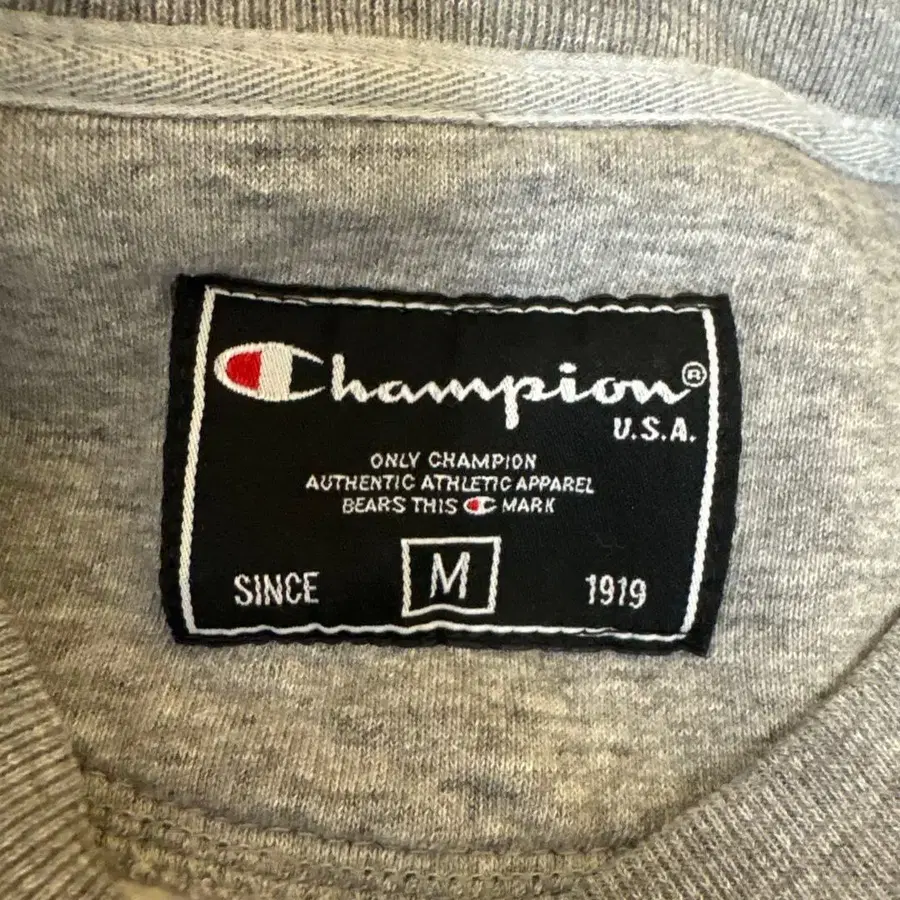 Champion®
U.S.A.
ONLY CHAMPION
AUTHENTIC ATHLETIC APPAREL
BEARS THIS C MARK
M
SINCE 1919